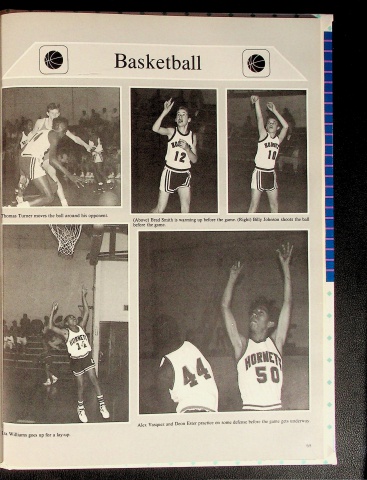 Basketball
12
10
Thomas Turner moves the ball around his opponent.
(Above) Brad Smith is warming up before the game. (Right) Billy Johnson shoots the ball
before the game.
HORNETS
14
44
HORNETS
50
Williams goes up for a lay-up.
Alex Vasquez and Deon Ester practice on some defense before the game gets underway.